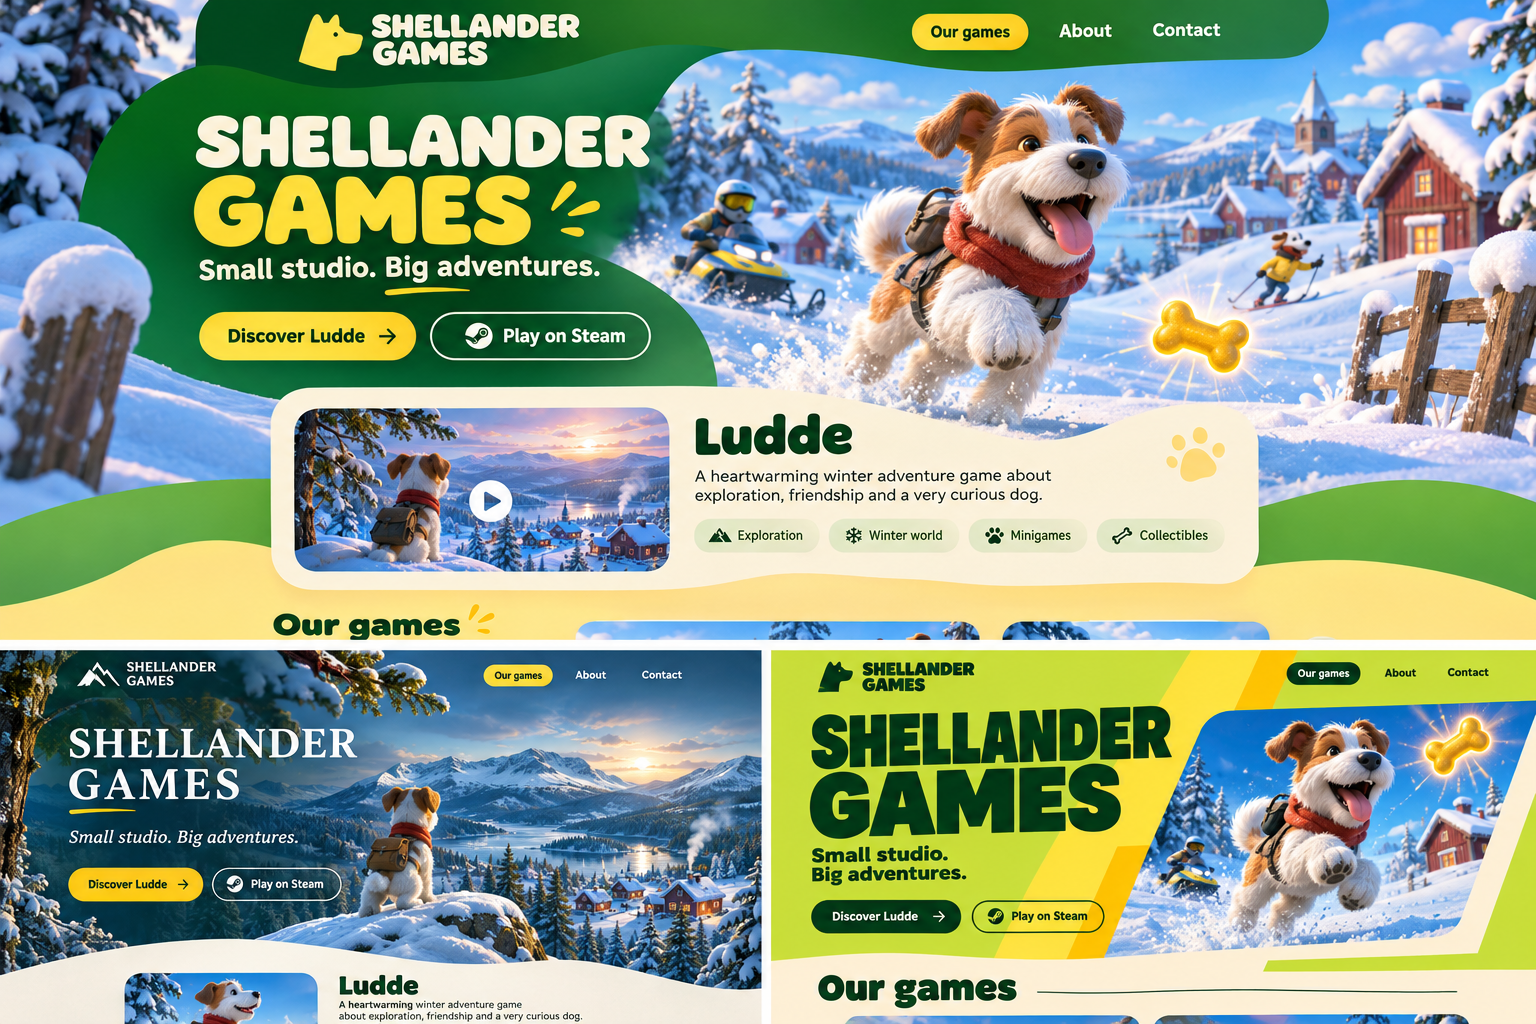 SHELLANDER
GAMES
Our games
About
Contact
SHELLANDER
GAMES
Small studio. Big adventures.
Discover Ludde
Play on Steam
Ludde
A heartwarming winter adventure game about
exploration, friendship and a very curious dog.
Exploration
Winter world
Minigames
Collectibles
Our games
SHELLANDER
GAMES
Our games
About
Contact
SHELLANDER
GAMES
Small studio. Big adventures.
Discover Ludde
Play on Steam
Ludde
A heartwarming winter adventure game
about exploration, friendship and a very curious dog.
SHELLANDER
GAMES
Our games
About
Contact
SHELLANDER
GAMES
Small studio.
Big adventures.
Discover Ludde
Play on Steam
Our games